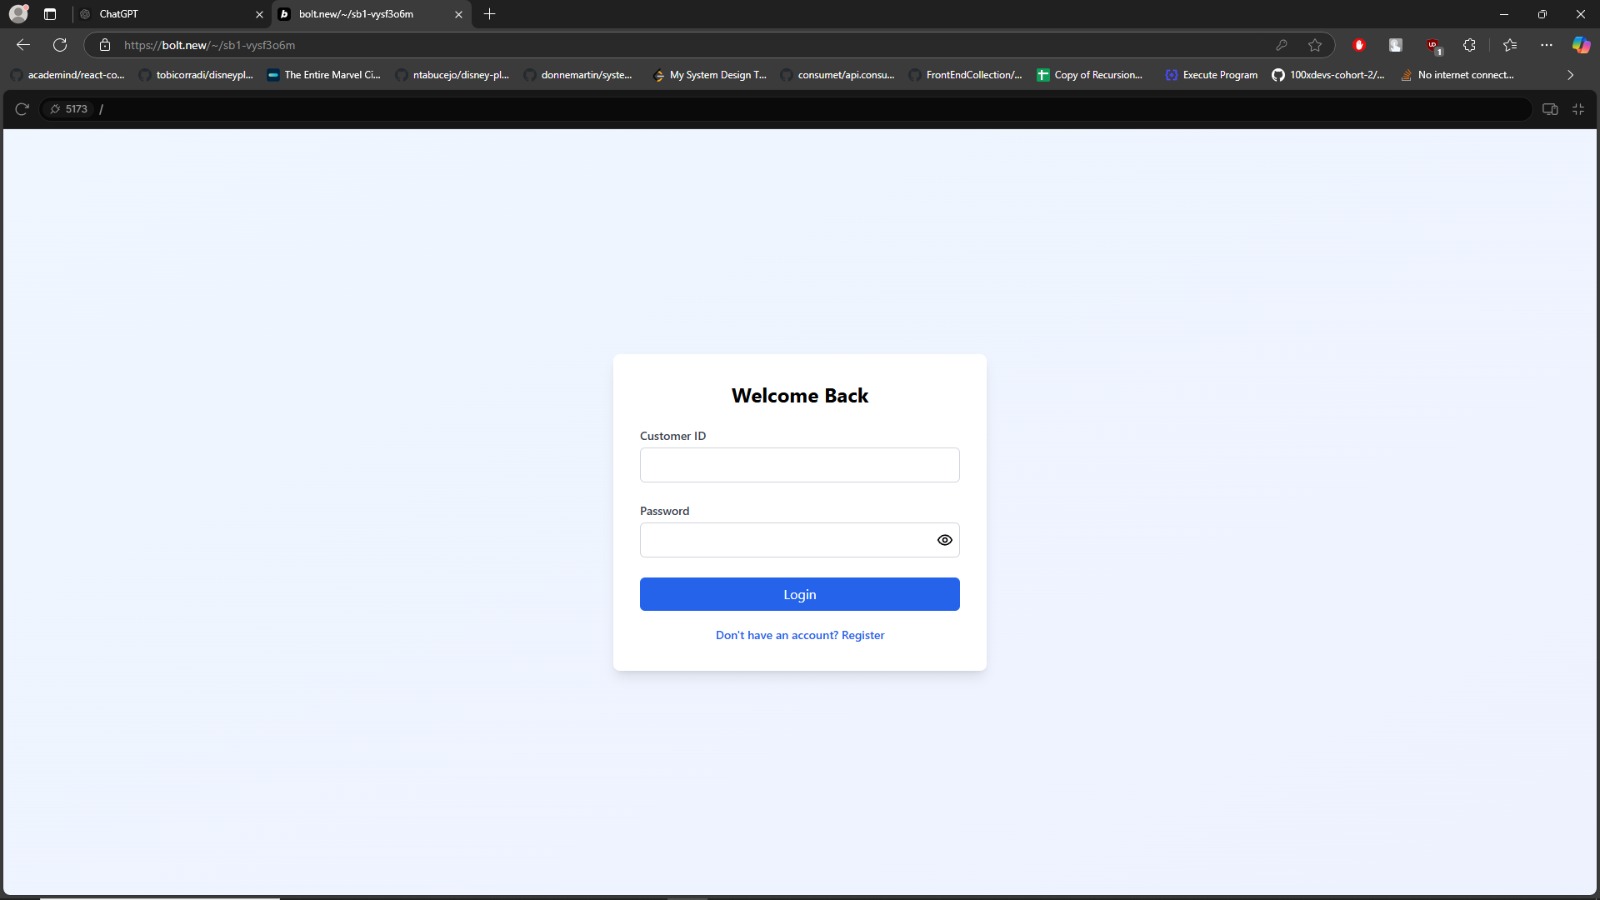 ChatGPT
bolt.new/~/sb1-vysf3o6m
https://bolt.new/~/sb1-vysf3o6m
academind/react-co...
tobicorradi/disneypl...
The Entire Marvel Ci...
ntabucejo/disney-pl...
donnemartin/syste...
My System Design T...
consumet/api.consu...
FrontEndCollection/...
Copy of Recursion...
Execute Program
100xdevs-cohort-2/...
No internet connect...
5173 /
Welcome Back
Customer ID
Password
Login
Don't have an account? Register